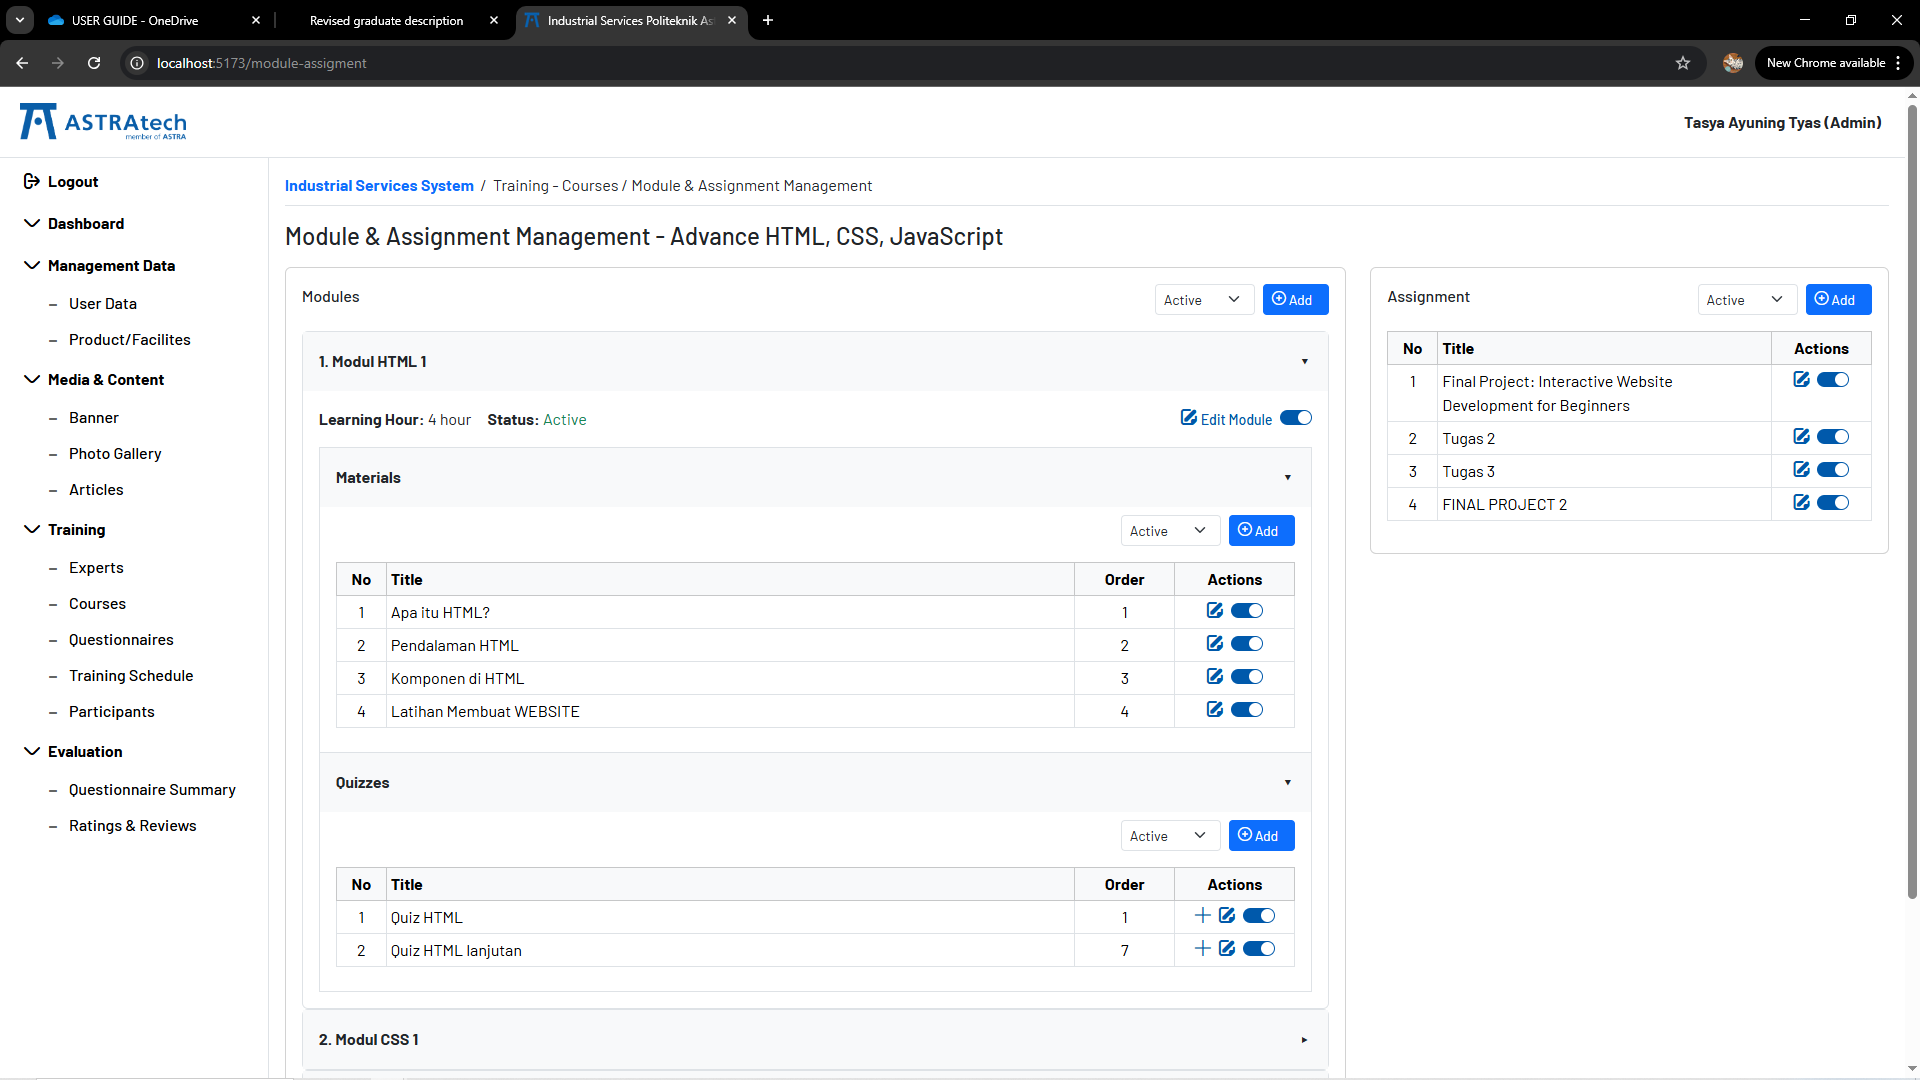 USER GUIDE - OneDrive
Revised graduate description
Industrial Services Politeknik As
localhost:5173/module-assigment
New Chrome available
ASTRAtech
member of ASTRA
Tasya Ayuning Tyas (Admin)
Logout
Dashboard
Management Data
User Data
Product/Facilites
Media & Content
Banner
Photo Gallery
Articles
Training
Experts
Courses
Questionnaires
Training Schedule
Participants
Evaluation
Questionnaire Summary
Ratings & Reviews
Industrial Services System / Training - Courses / Module & Assignment Management
Module & Assignment Management - Advance HTML, CSS, JavaScript
Modules
Active
Add
1. Modul HTML 1
Learning Hour: 4 hour Status: Active
Edit Module
Materials
Active
Add
No Title Order Actions
1 Apa itu HTML? 1
2 Pendalaman HTML 2
3 Komponen di HTML 3
4 Latihan Membuat WEBSITE 4
Quizzes
Active
Add
No Title Order Actions
1 Quiz HTML 1
2 Quiz HTML lanjutan 7
2. Modul CSS 1
Assignment
Active
Add
No Title Actions
1 Final Project: Interactive Website
Development for Beginners
2 Tugas 2
3 Tugas 3
4 FINAL PROJECT 2